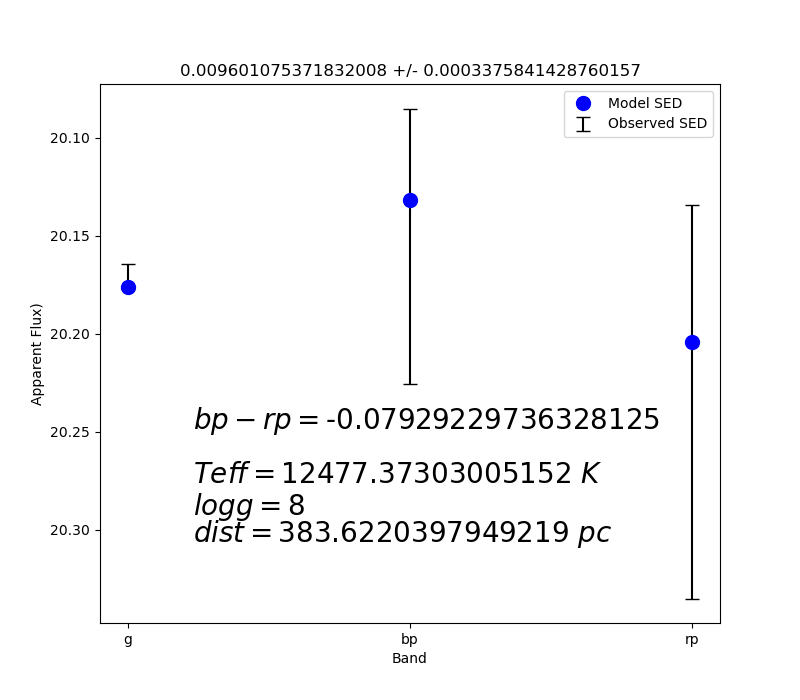 0.009601075371832008 +/- 0.0003375841428760157
Model SED
Observed SED
20.10
20.15
20.20
20.25
20.30
Apparent Flux)
bp − rp = -0.07929229736328125
Teff = 12477.37303005152 K
logg = 8
dist = 383.6220397949219 pc
g
bp
rp
Band